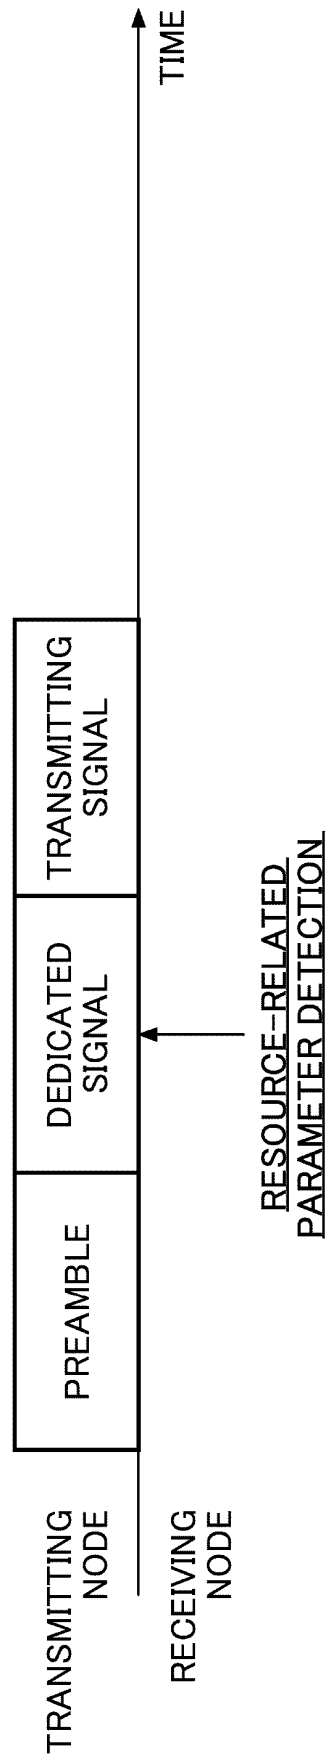 TRANSMITTING
NODE
PREAMBLE
DEDICATED
SIGNAL
TRANSMITTING
SIGNAL
TIME
RECEIVING
NODE
RESOURCE-RELATED
PARAMETER DETECTION